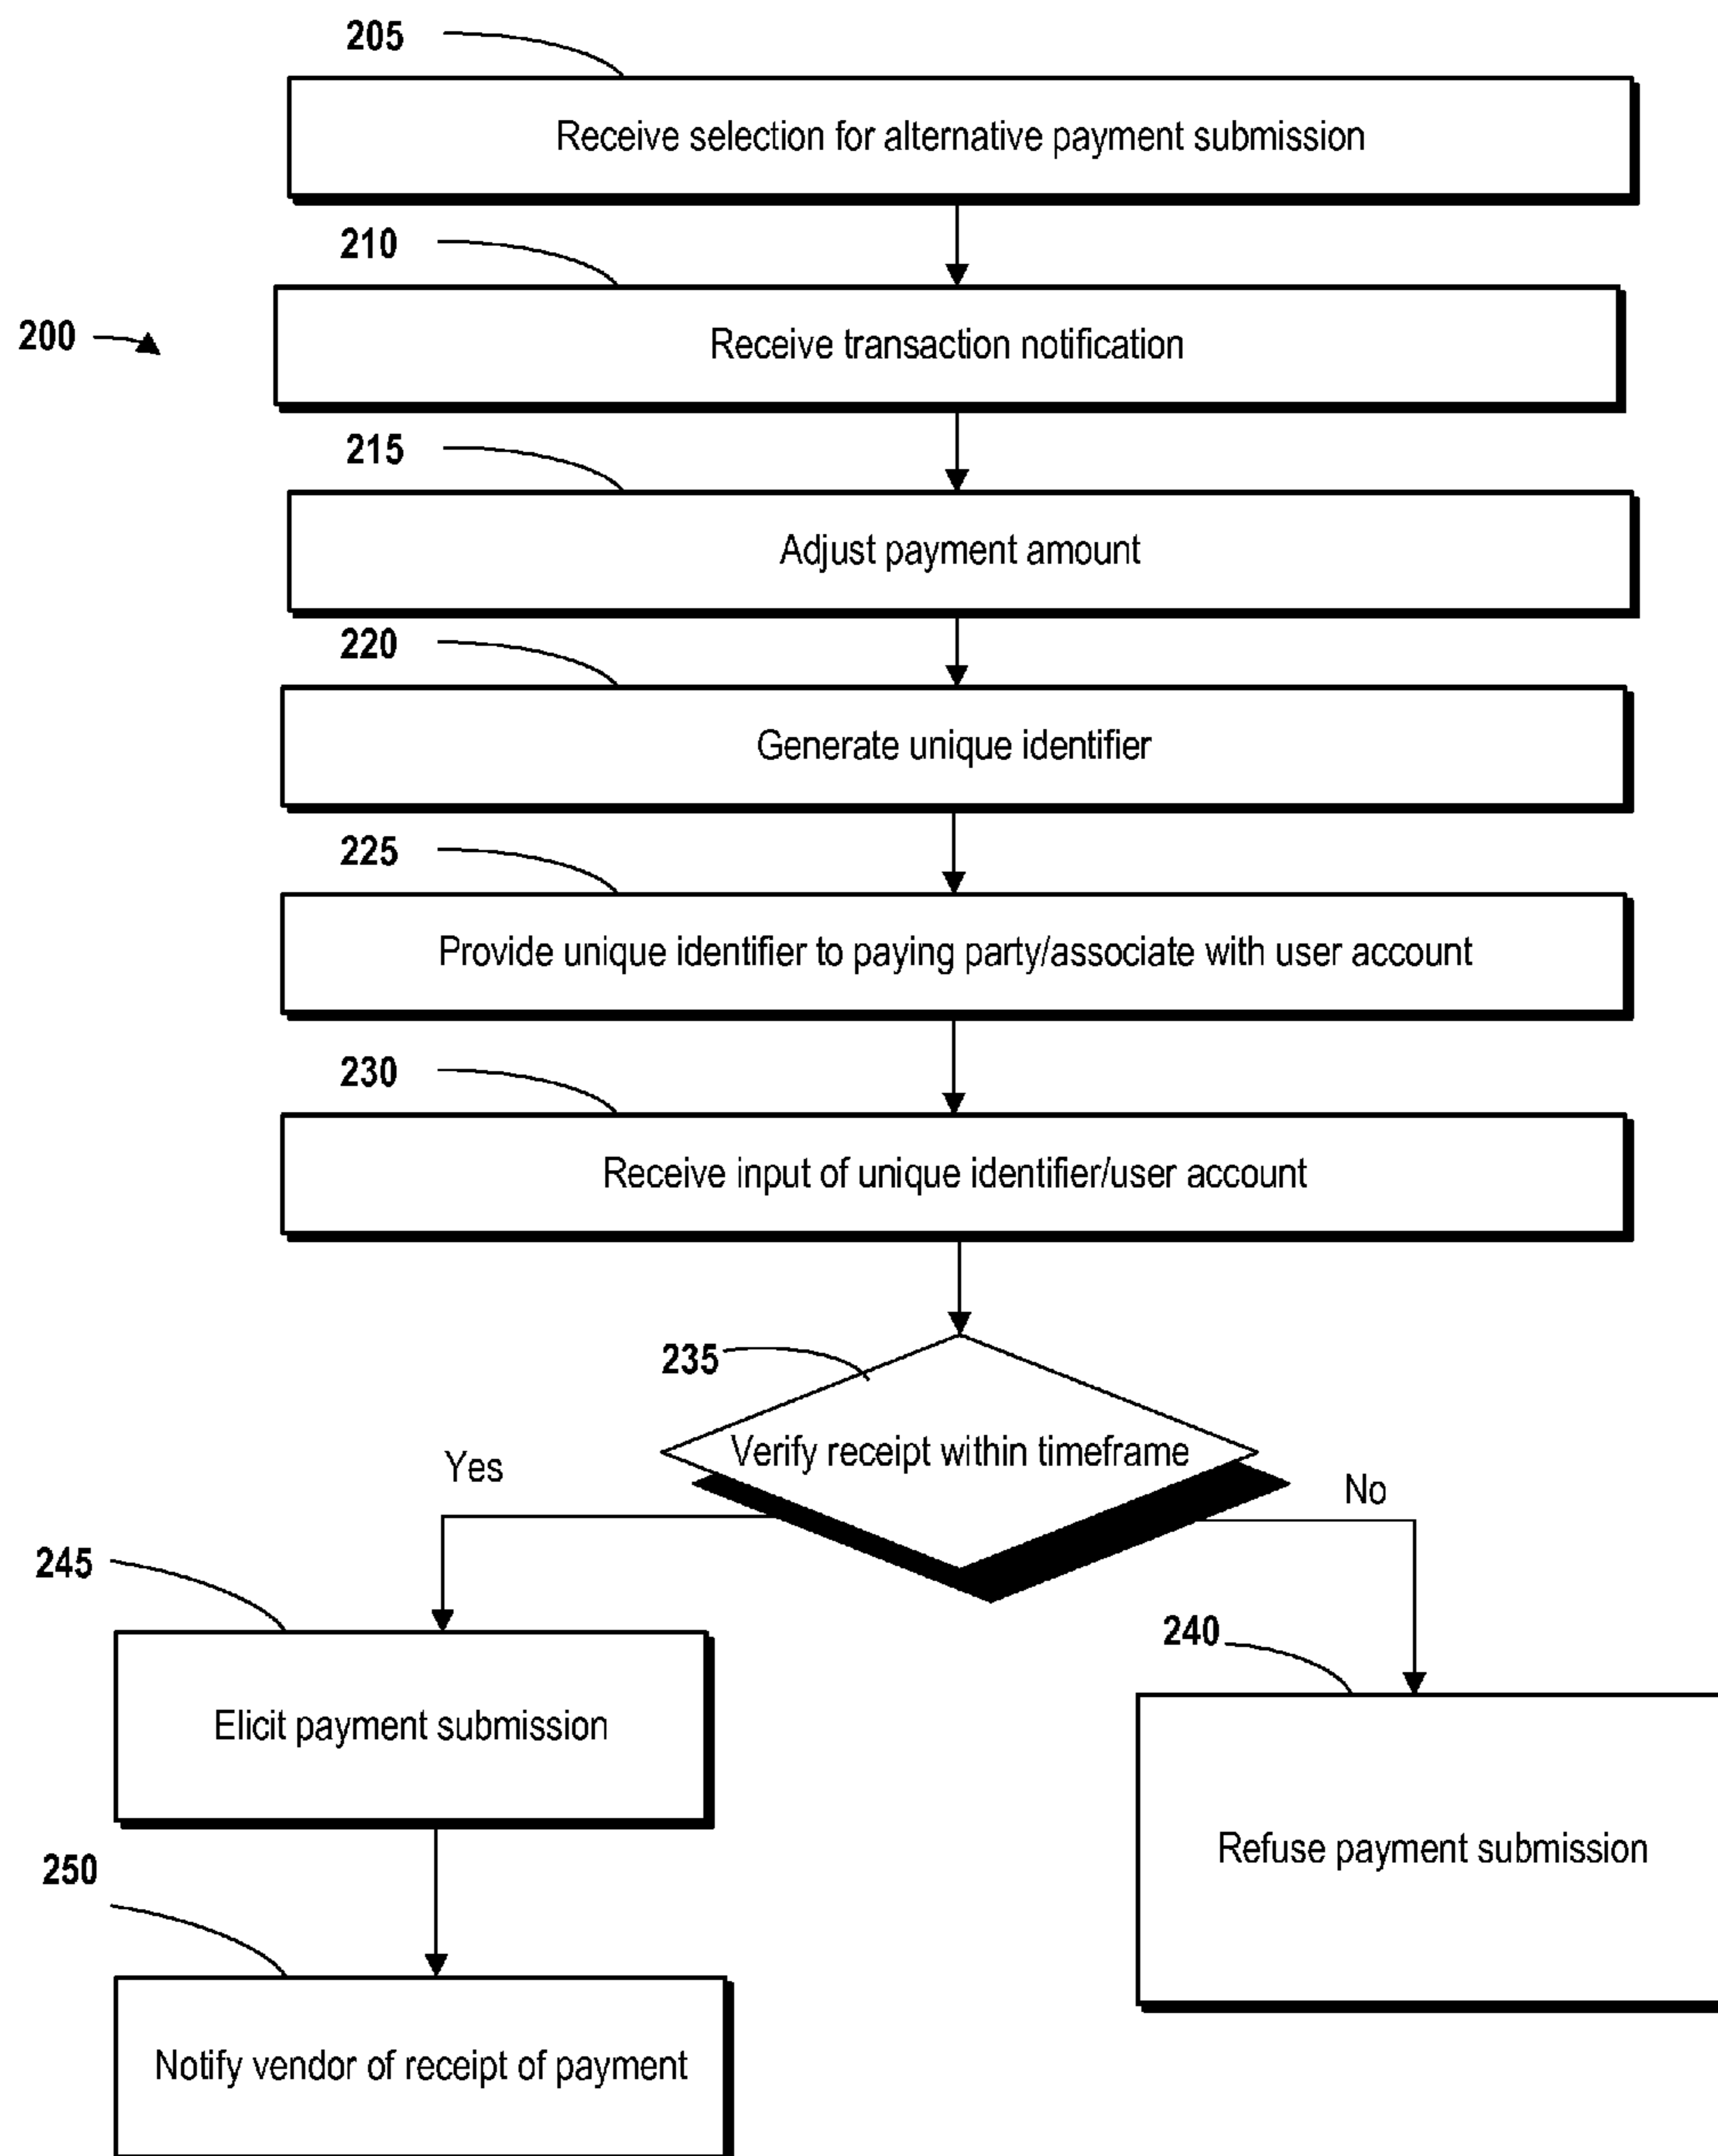 205
Receive selection for alternative payment submission
210
200
Receive transaction notification
215
Adjust payment amount
220
Generate unique identifier
225
Provide unique identifier to paying party/associate with user account
230
Receive input of unique identifier/user account
235
Verify receipt within timeframe
Yes
No
245
240
Elicit payment submission
Refuse payment submission
250
Notify vendor of receipt of payment